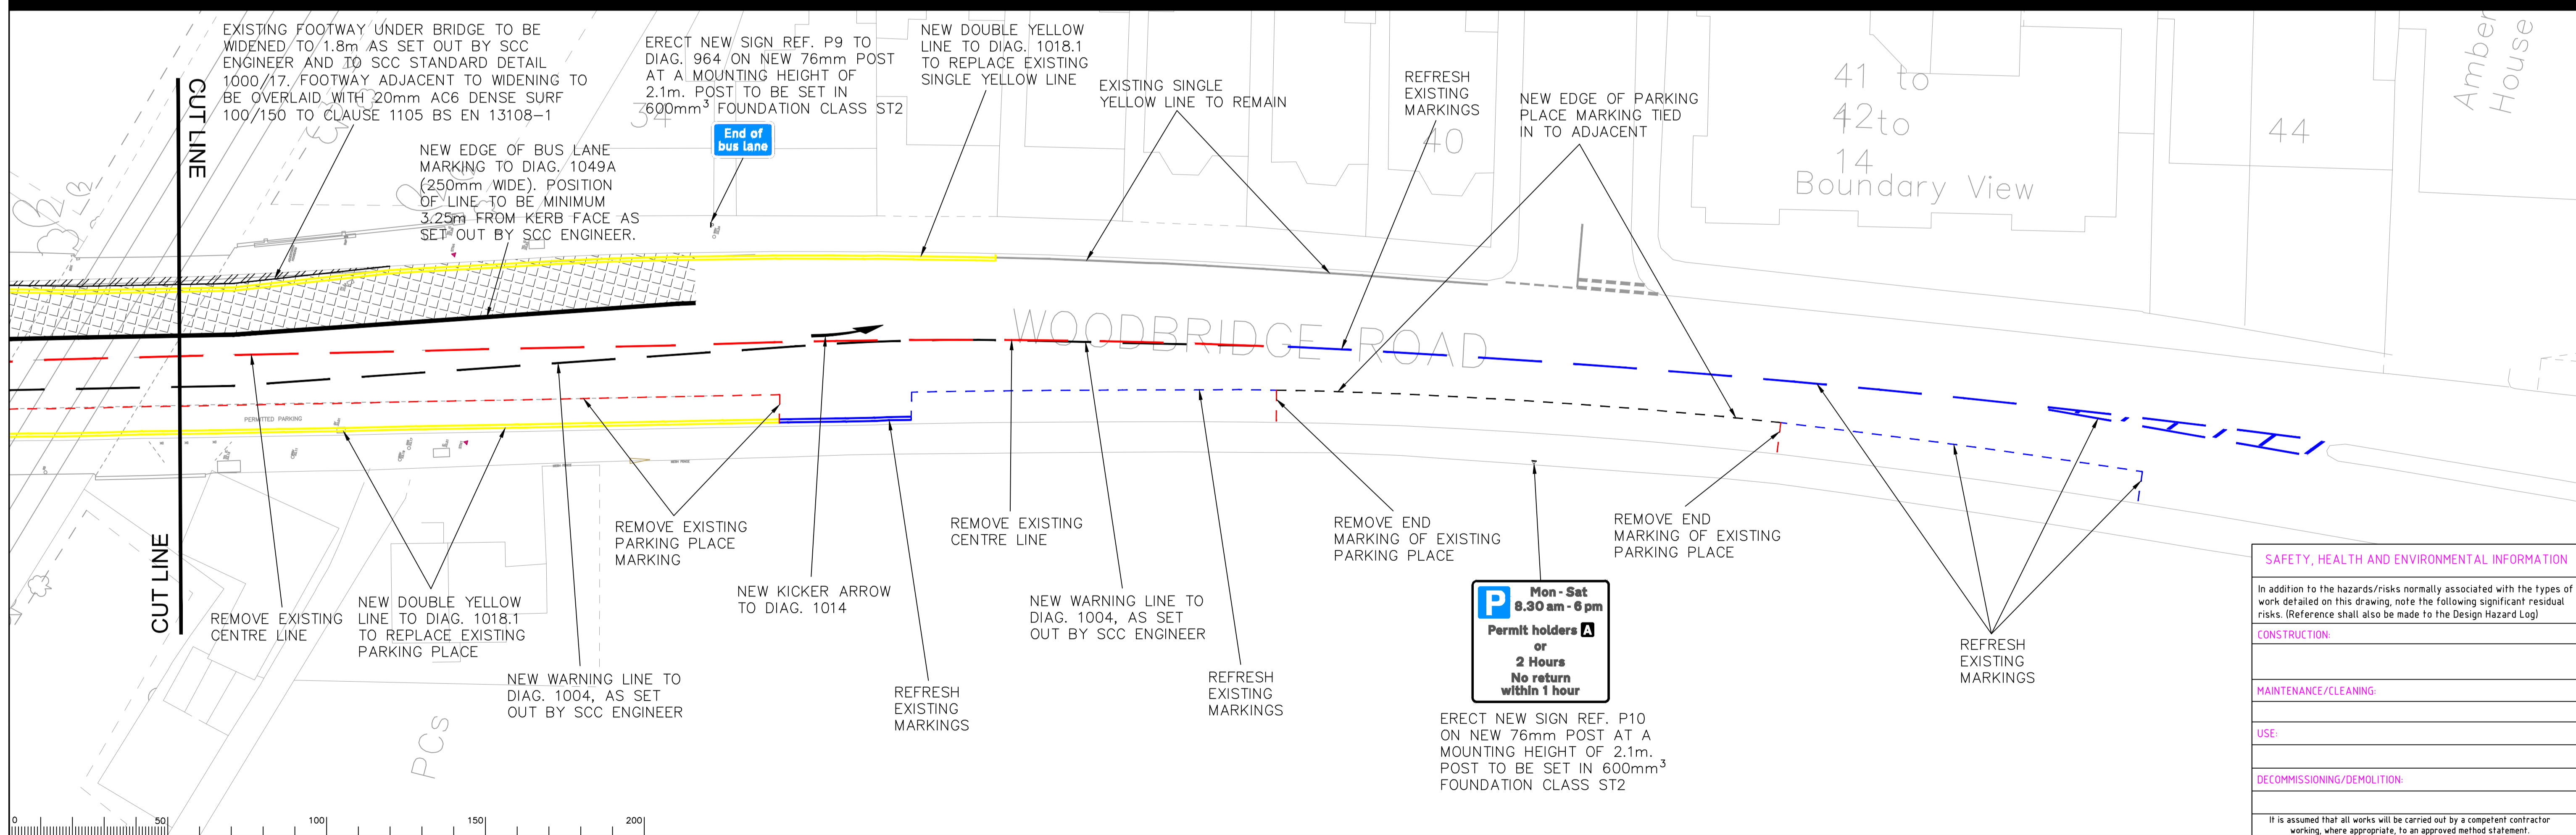 EXISTING FOOTWAY UNDER BRIDGE TO BE
WIDENED TO 1.8m AS SET OUT BY SCC
ENGINEER AND TO SCC STANDARD DETAIL
1000/17. FOOTWAY ADJACENT TO WIDENING TO
BE OVERLAID WITH 20mm AC6 DENSE SURF
100/150 TO CLAUSE 1105 BS EN 13108-1
CUT LINE
NEW EDGE OF BUS LANE
MARKING TO DIAG. 1049A
(250mm WIDE). POSITION
OF LINE TO BE MINIMUM
3.25m FROM KERB FACE AS
SET OUT BY SCC ENGINEER.
ERECT NEW SIGN REF. P9 TO
DIAG. 964 ON NEW 76mm POST
AT A MOUNTING HEIGHT OF
2.1m. POST TO BE SET IN
600mm³ FOUNDATION CLASS ST2
34
End of
bus lane
NEW DOUBLE YELLOW
LINE TO DIAG. 1018.1
TO REPLACE EXISTING
SINGLE YELLOW LINE
EXISTING SINGLE
YELLOW LINE TO REMAIN
REFRESH
EXISTING
MARKINGS
40
NEW EDGE OF PARKING
PLACE MARKING TIED
IN TO ADJACENT
41 to
42to
14
Boundary View
44
Amber
House
WOODBRIDGE ROAD
PERMITTED PARKING
CUT LINE
REMOVE EXISTING
CENTRE LINE
NEW DOUBLE YELLOW
LINE TO DIAG. 1018.1
TO REPLACE EXISTING
PARKING PLACE
NEW WARNING LINE TO
DIAG. 1004, AS SET
OUT BY SCC ENGINEER
REMOVE EXISTING
PARKING PLACE
MARKING
NEW KICKER ARROW
TO DIAG. 1014
REFRESH
EXISTING
MARKINGS
REMOVE EXISTING
CENTRE LINE
NEW WARNING LINE TO
DIAG. 1004, AS SET
OUT BY SCC ENGINEER
REFRESH
EXISTING
MARKINGS
REMOVE END
MARKING OF EXISTING
PARKING PLACE
P
Mon - Sat
8.30 am - 6 pm
Permit holders A
or
2 Hours
No return
within 1 hour
ERECT NEW SIGN REF. P10
ON NEW 76mm POST AT A
MOUNTING HEIGHT OF 2.1m.
POST TO BE SET IN 600mm³
FOUNDATION CLASS ST2
REMOVE END
MARKING OF EXISTING
PARKING PLACE
REFRESH
EXISTING
MARKINGS
PCS
SAFETY, HEALTH AND ENVIRONMENTAL INFORMATION
In addition to the hazards/risks normally associated with the types of
work detailed on this drawing, note the following significant residual
risks. (Reference shall also be made to the Design Hazard Log)
CONSTRUCTION:
MAINTENANCE/CLEANING:
USE:
DECOMMISSIONING/DEMOLITION:
It is assumed that all works will be carried out by a competent contractor
working, where appropriate, to an approved method statement.
0 50 100 150 200